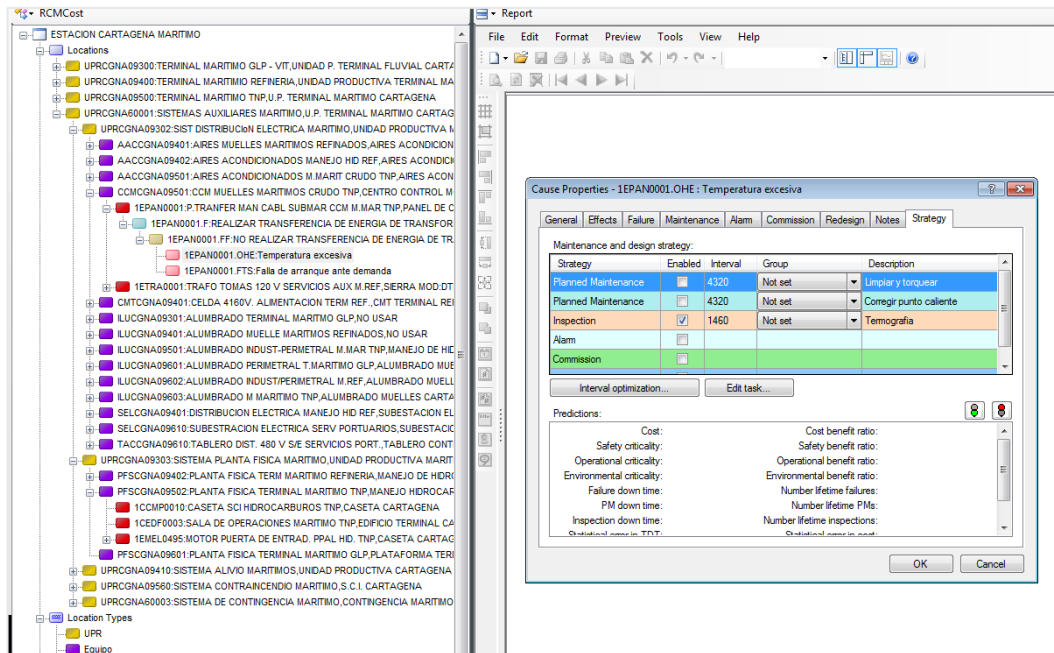 RCMCost
ESTACION CARTAGENA MARITIMO
Locations
UPRCGNA09300:TERMINAL MARITIMO GLP - VIT,UNIDAD P. TERMINAL FLUVIAL CARTA
UPRCGNA09400:TERMINAL MARITIMO REFINERIA,UNIDAD PRODUCTIVA TERMINAL MA
UPRCGNA09500:TERMINAL MARITIMO TNP,U.P. TERMINAL MARITIMO CARTAGENA
UPRCGNA60001:SISTEMAS AUXILIARES MARITIMO,U.P. TERMINAL MARITIMO CARTAG
UPRCGNA09302:SIST DISTRIBUCIoN ELECTRICA MARITIMO,UNIDAD PRODUCTIVA M
AACCGNA09401:AIRES MUELLES MARITIMOS REFINADOS,AIRES ACONDICION
AACCGNA09402:AIRES ACONDICIONADOS MANEJO HID REF,AIRES ACONDICI
AACCGNA09501:AIRES ACONDICIONADOS M.MARIT CRUDO TNP,AIRES ACON
CCMCGNA09501:CCM MUELLES MARITIMOS CRUDO TNP,CENTRO CONTROL M
1EPAN0001:P.TRANFER MAN CABL SUBMAR CCM M.MAR TNP,PANEL DE C
1EPAN0001.F:REALIZAR TRANSFERENCIA DE ENERGIA DE TRANSFOR
1EPAN0001.FF:NO REALIZAR TRANSFERENCIA DE ENERGIA DE TR
1EPAN0001.OHE:Temperatura excesiva
1EPAN0001.FTS:Falla de arranque ante demanda
1ETRA0001:TRAFO TOMAS 120 V SERVICIOS AUX M.REF,SIERRA MOD:DT
CMTCGNA09401:CELDA 4160V. ALIMENTACION TERM REF.,CMT TERMINAL REI
ILUCGNA09301:ALUMBRADO TERMINAL MARITMO GLP,NO USAR
ILUCGNA09401:ALUMBRADO MUELLE MARITMOS REFINADOS,NO USAR
ILUCGNA09501:ALUMBRADO INDUST-PERMETRAL M.MAR TNP,MANEJO DE HID
ILUCGNA09601:ALUMBRADO PERIMETRAL T.MARITIMO GLP,ALUMBRADO MUE
ILUCGNA09602:ALUMBRADO INDUST/PERIMETRAL M.REF,ALUMBRADO MUELL
ILUCGNA09603:ALUMBRADO M MARITIMO TNP,ALUMBRADO MUELLES CARTA
SELCGNA09401:DISTRIBUCION ELECTRICA MANEJO HID REF,SUBESTACION EL
SELCGNA09610:SUBESTRACION ELECTRICA SERV PORTUARIOS,SUBESTACIO
TACCGNA09610:TABLERO DIST. 480 V S/E SERVICIOS PORT.,TABLERO CONT
UPRCGNA09303:SISTEMA PLANTA FISICA MARITIMO,UNIDAD PRODUCTIVA MARIT
PFSCGNA09402:PLANTA FISICA TERM MARITIMO REFINERIA,MANEJO DE HIDR
PFSCGNA09502:PLANTA FISICA TERMINAL MARITIMO TNP,MANEJO HIDROCAR
1CCMP0010:CASETA SCI HIDROCARBUROS TNP,CASETA CARTAGENA
1CEDF0003:SALA DE OPERACIONES MARITIMO TNP,EDIFICIO TERMINAL CA
1EMEL0495:MOTOR PUERTA DE ENTRAD. PPAL HID. TNP,CASETA CARTAG
PFSCGNA09601:PLANTA FISICA TERMINAL MARITIMO GLP,PLATAFORMA TERI
UPRCGNA09410:SISTEMA ALIVIO MARITIMOS,UNIDAD PRODUCTIVA CARTAGENA
UPRCGNA09560:SISTEMA CONTRAINCENDIO MARITIMO,S.C.I. CARTAGENA
UPRCGNA60003:SISTEMA DE CONTINGENCIA MARITIMO,CONTINGENCIA MARITIMO
Location Types
UPR
Equipo
Report
File Edit Format Preview Tools View Help
Cause Properties - 1EPAN0001.OHE : Temperatura excesiva
General Effects Failure Maintenance Alarm Commission Redesign Notes Strategy
Maintenance and design strategy:
Strategy Enabled Interval Group Description
Planned Maintenance 4320 Not set Limpiar y torquear
Planned Maintenance 4320 Not set Corregir punto caliente
Inspection 1460 Not set Termografia
Alarm
Commission
Interval optimization... Edit task...
Predictions:
Cost: Cost benefit ratio:
Safety criticality: Safety benefit ratio:
Operational criticality: Operational benefit ratio:
Environmental criticality: Environmental benefit ratio:
Failure down time: Number lifetime failures:
PM down time: Number lifetime PMs:
Inspection down time: Number lifetime inspections:
Statistical error in TDT: Statistical error in cost:
OK Cancel